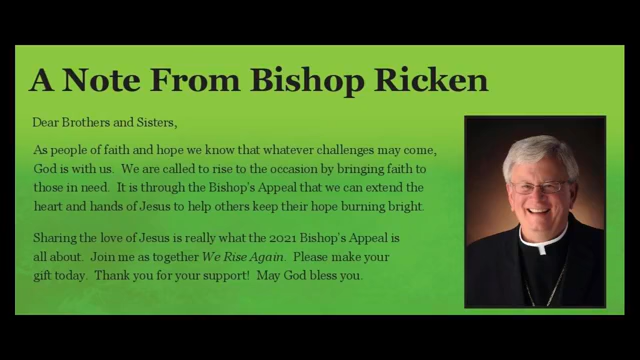 A Note From Bishop Ricken
Dear Brothers and Sisters,
As people of faith and hope we know that whatever challenges may come,
God is with us. We are called to rise to the occasion by bringing faith to
those in need. It is through the Bishop's Appeal that we can extend the
heart and hands of Jesus to help others keep their hope burning bright.
Sharing the love of Jesus is really what the 2021 Bishop's Appeal is
all about. Join me as together We Rise Again. Please make your
gift today. Thank you for your support! May God bless you.